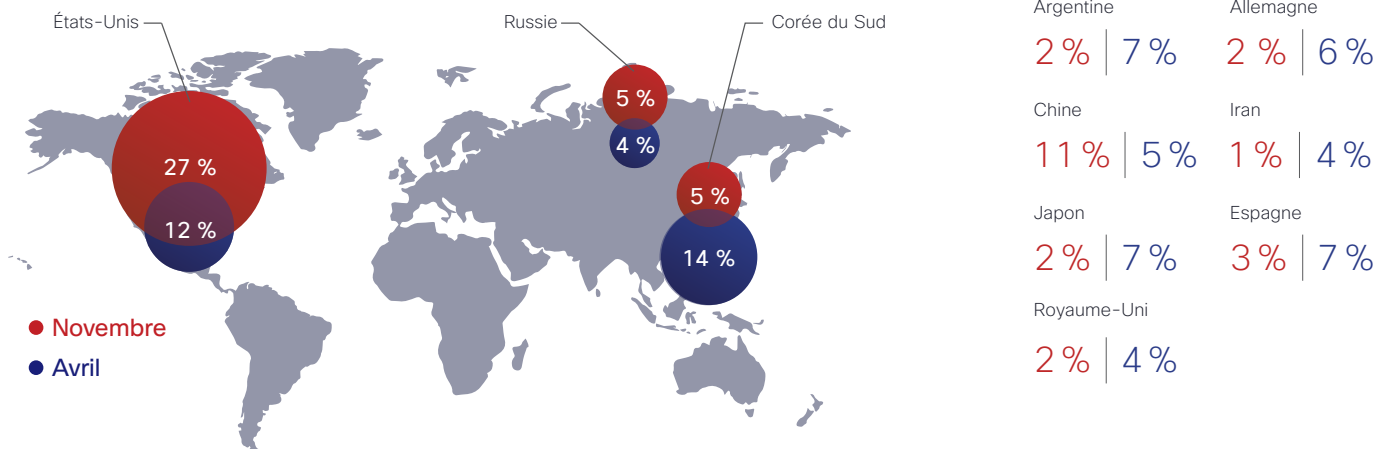 États-Unis
Russie
Corée du Sud
27 %
12 %
5 %
4 %
5 %
14 %
Novembre
Avril
Argentine
2 % 7 %
Allemagne
2 % 6 %
Chine
11 % 5 %
Iran
1 % 4 %
Japon
2 % 7 %
Espagne
3 % 7 %
Royaume-Uni
2 % 4 %